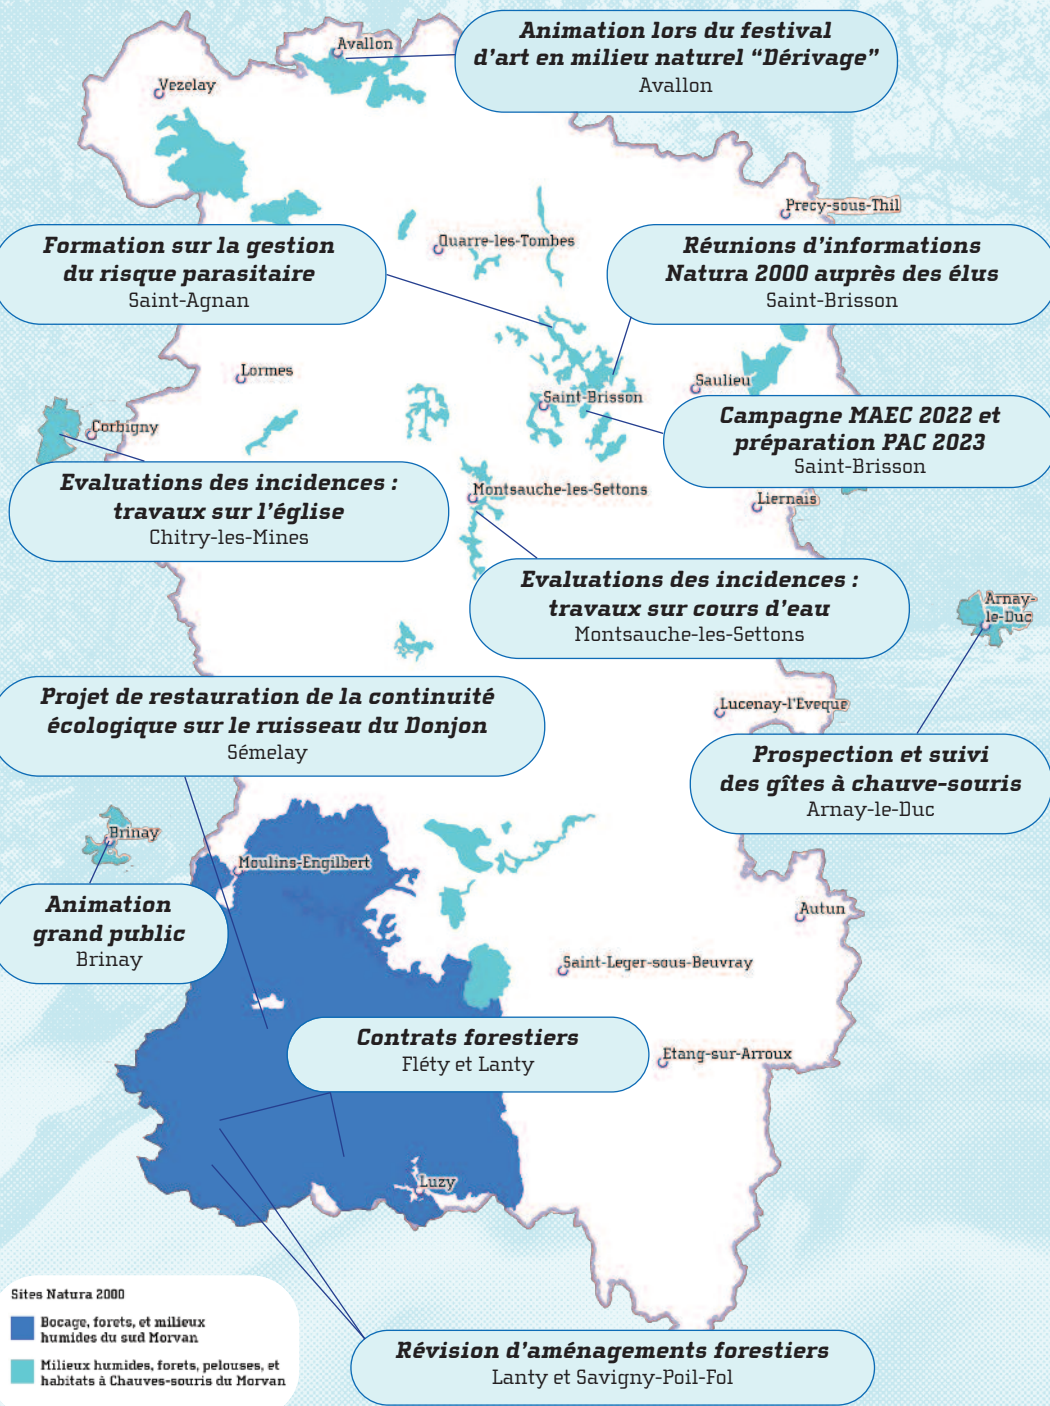 Animation lors du festival
d'art en milieu naturel "Dérivage"
Avallon
Avallon
Vezelay
Precy-sous-Thil
Quarre-les-Tombes
Formation sur la gestion
du risque parasitaire
Saint-Agnan
Réunions d'informations
Natura 2000 auprès des élus
Saint-Brisson
Lormes
Saulieu
Saint-Brisson
Corbigny
Campagne MAEC 2022 et
préparation PAC 2023
Saint-Brisson
Evaluations des incidences :
travaux sur l'église
Chitry-les-Mines
Montsauche-les-Settons
Liernais
Evaluations des incidences :
travaux sur cours d'eau
Montsauche-les-Settons
Arnay-
le-Duc
Projet de restauration de la continuité
écologique sur le ruisseau du Donjon
Sémelay
Lucenay-l'Eveque
Prospection et suivi
des gîtes à chauve-souris
Arnay-le-Duc
Brinay
Moulins-Engilbert
Animation
grand public
Brinay
Autun
Saint-Leger-sous-Beuvray
Contrats forestiers
Fléty et Lanty
Etang-sur-Arroux
Luzy
Sites Natura 2000
Bocage, forets, et milieux
humides du sud Morvan
Milieux humides, forets, pelouses, et
habitats à Chauves-souris du Morvan
Révision d'aménagements forestiers
Lanty et Savigny-Poil-Fol